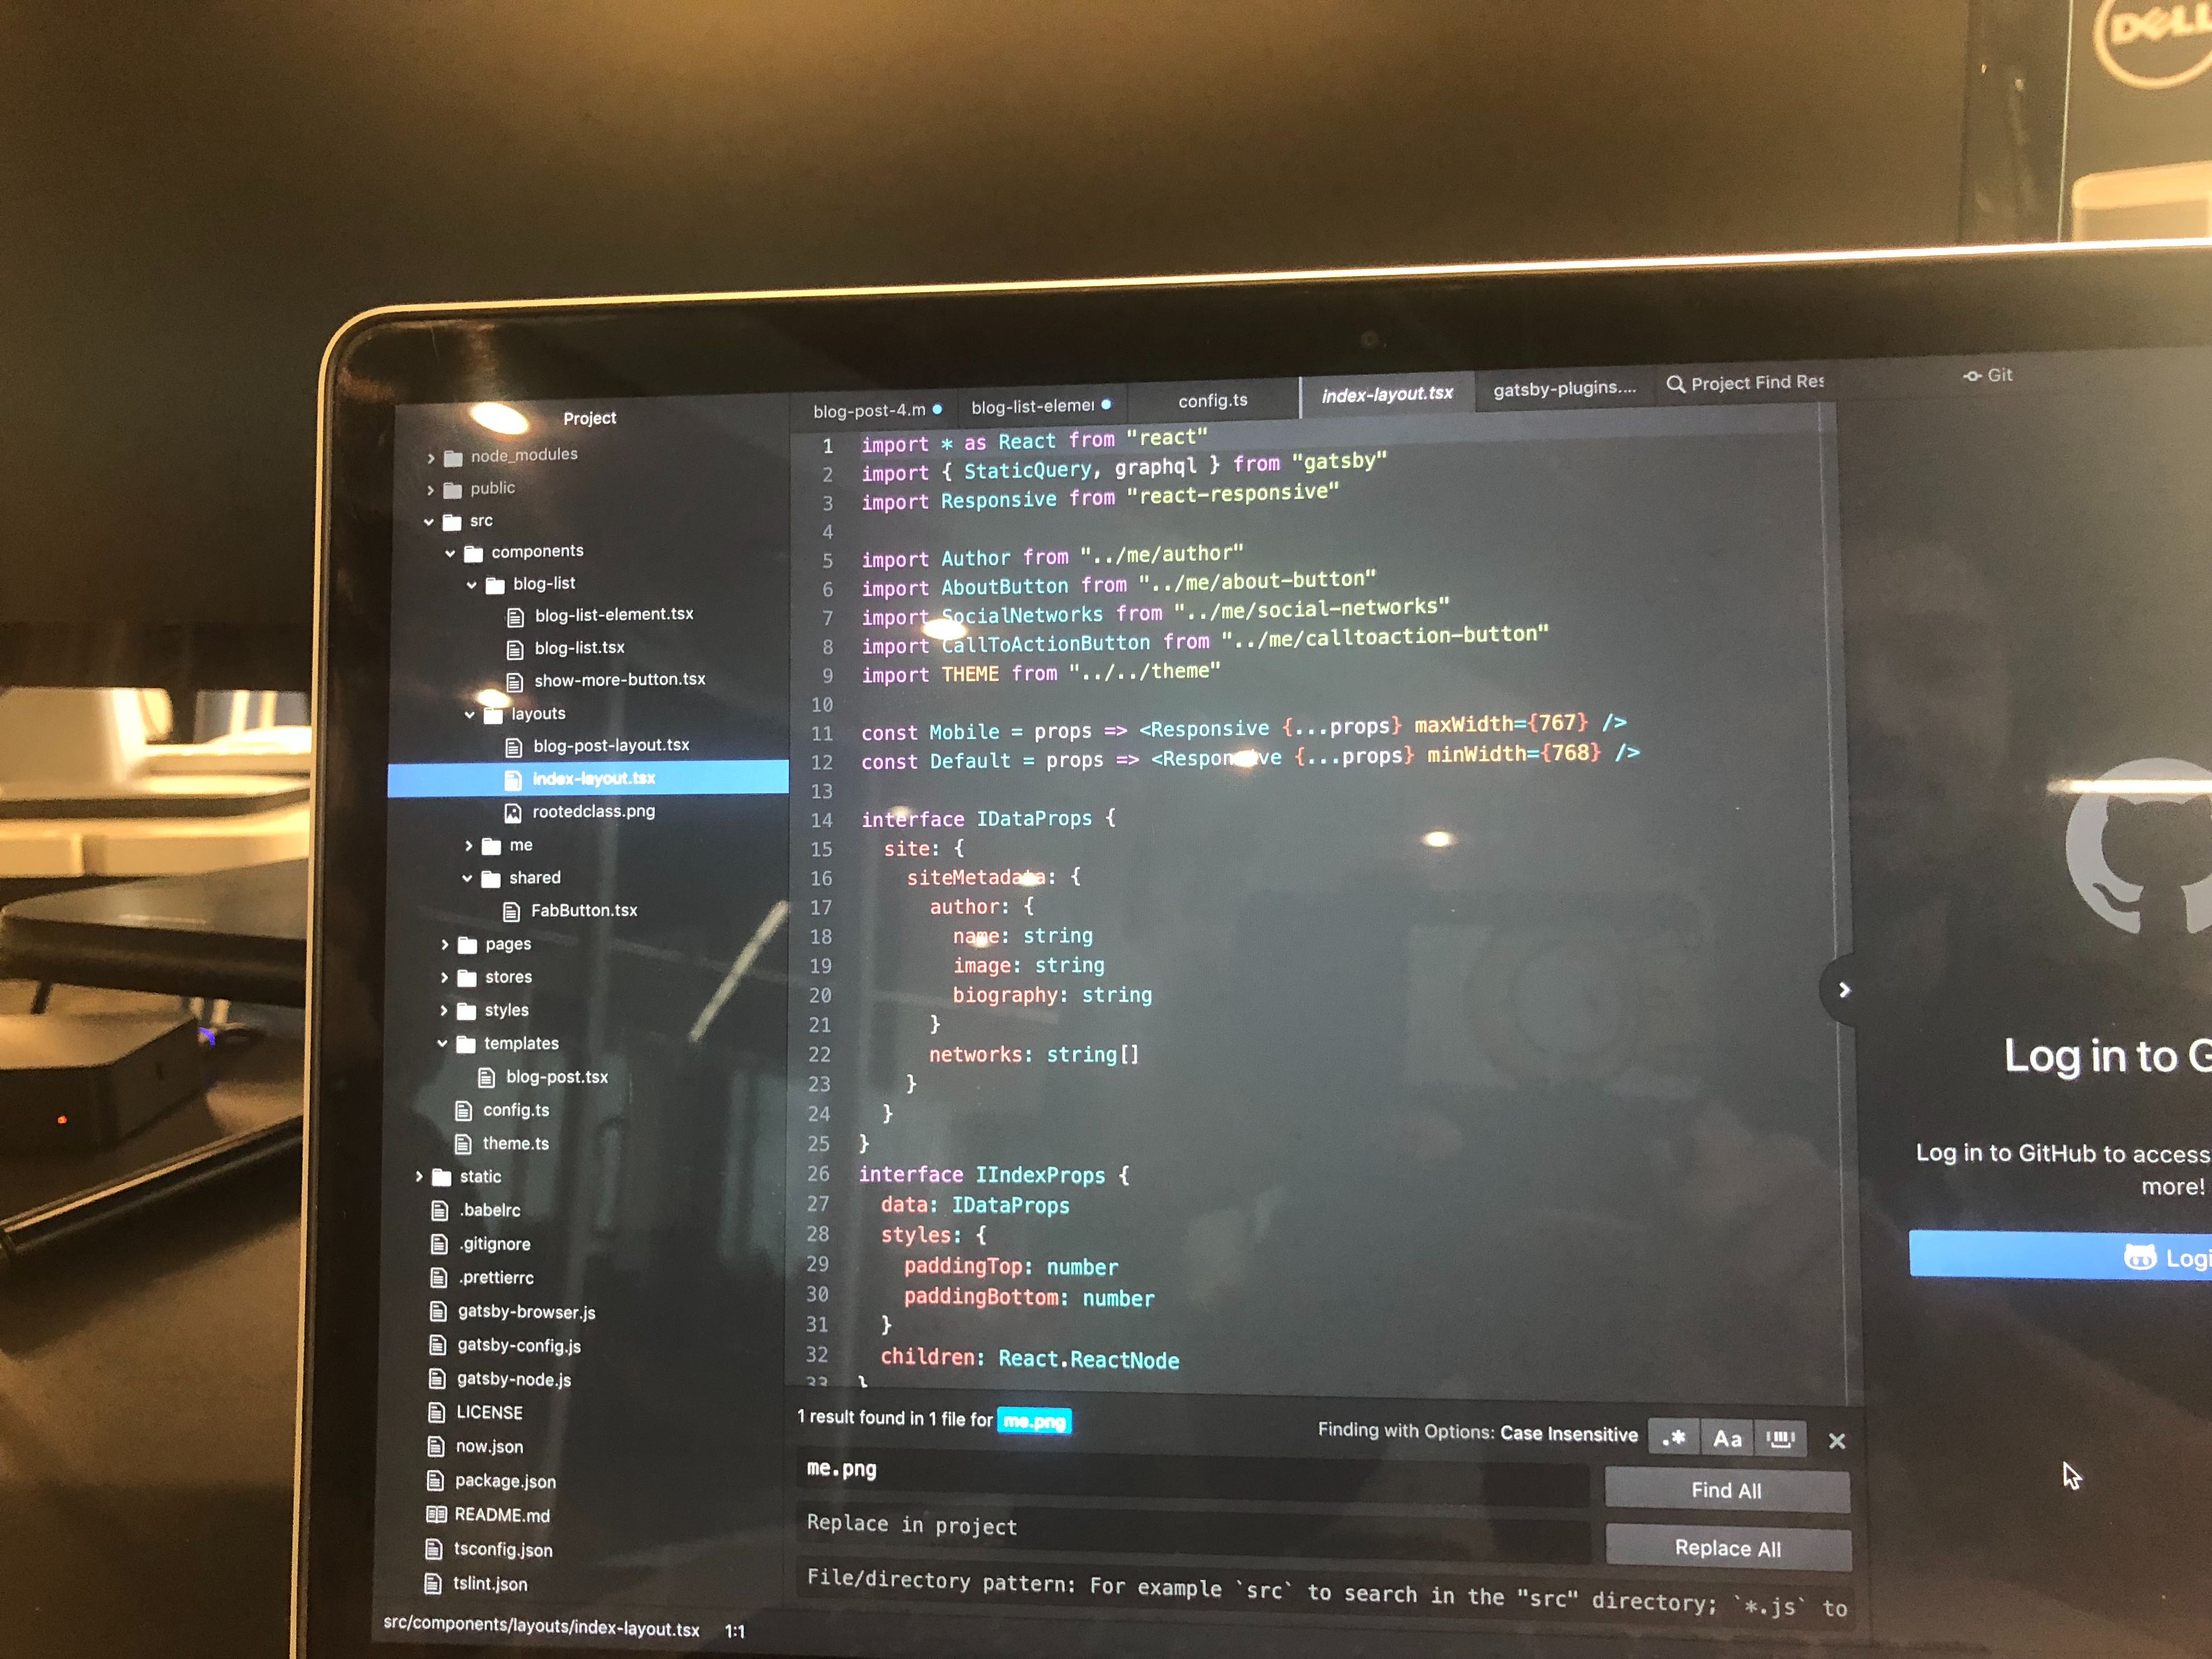 DELL
Project
node_modules
public
src
components
blog-list
blog-list-element.tsx
blog-list.tsx
show-more-button.tsx
layouts
blog-post-layout.tsx
index-layout.tsx
rootedclass.png
me
shared
FabButton.tsx
pages
stores
styles
templates
blog-post.tsx
config.ts
theme.ts
static
.babelrc
.gitignore
.prettierrc
gatsby-browser.js
gatsby-config.js
gatsby-node.js
LICENSE
now.json
package.json
README.md
tsconfig.json
tslint.json
blog-post-4.m blog-list-elemer config.ts index-layout.tsx gatsby-plugins.... Project Find Res
1 import * as React from "react"
2 import { StaticQuery, graphql } from "gatsby"
3 import Responsive from "react-responsive"
4
5 import Author from "../me/author"
6 import AboutButton from "../me/about-button"
7 import SocialNetworks from "../me/social-networks"
8 import CallToActionButton from "../me/calltoaction-button"
9 import THEME from "../../theme"
10
11 const Mobile = props => <Responsive {...props} maxWidth={767} />
12 const Default = props => <Responsive {...props} minWidth={768} />
13
14 interface IDataProps {
15 site: {
16 siteMetadata: {
17 author: {
18 name: string
19 image: string
20 biography: string
21 }
22 networks: string[]
23 }
24 }
25 }
26 interface IIndexProps {
27 data: IDataProps
28 styles: {
29 paddingTop: number
30 paddingBottom: number
31 }
32 children: React.ReactNode
33 }
1 result found in 1 file for me.png
Finding with Options: Case Insensitive .* Aa
me.png
Find All
Replace in project
Replace All
File/directory pattern: For example `src` to search in the "src" directory; `*.js` to
src/components/layouts/index-layout.tsx 1:1
Git
Log in to G
Log in to GitHub to access
more!
Logi